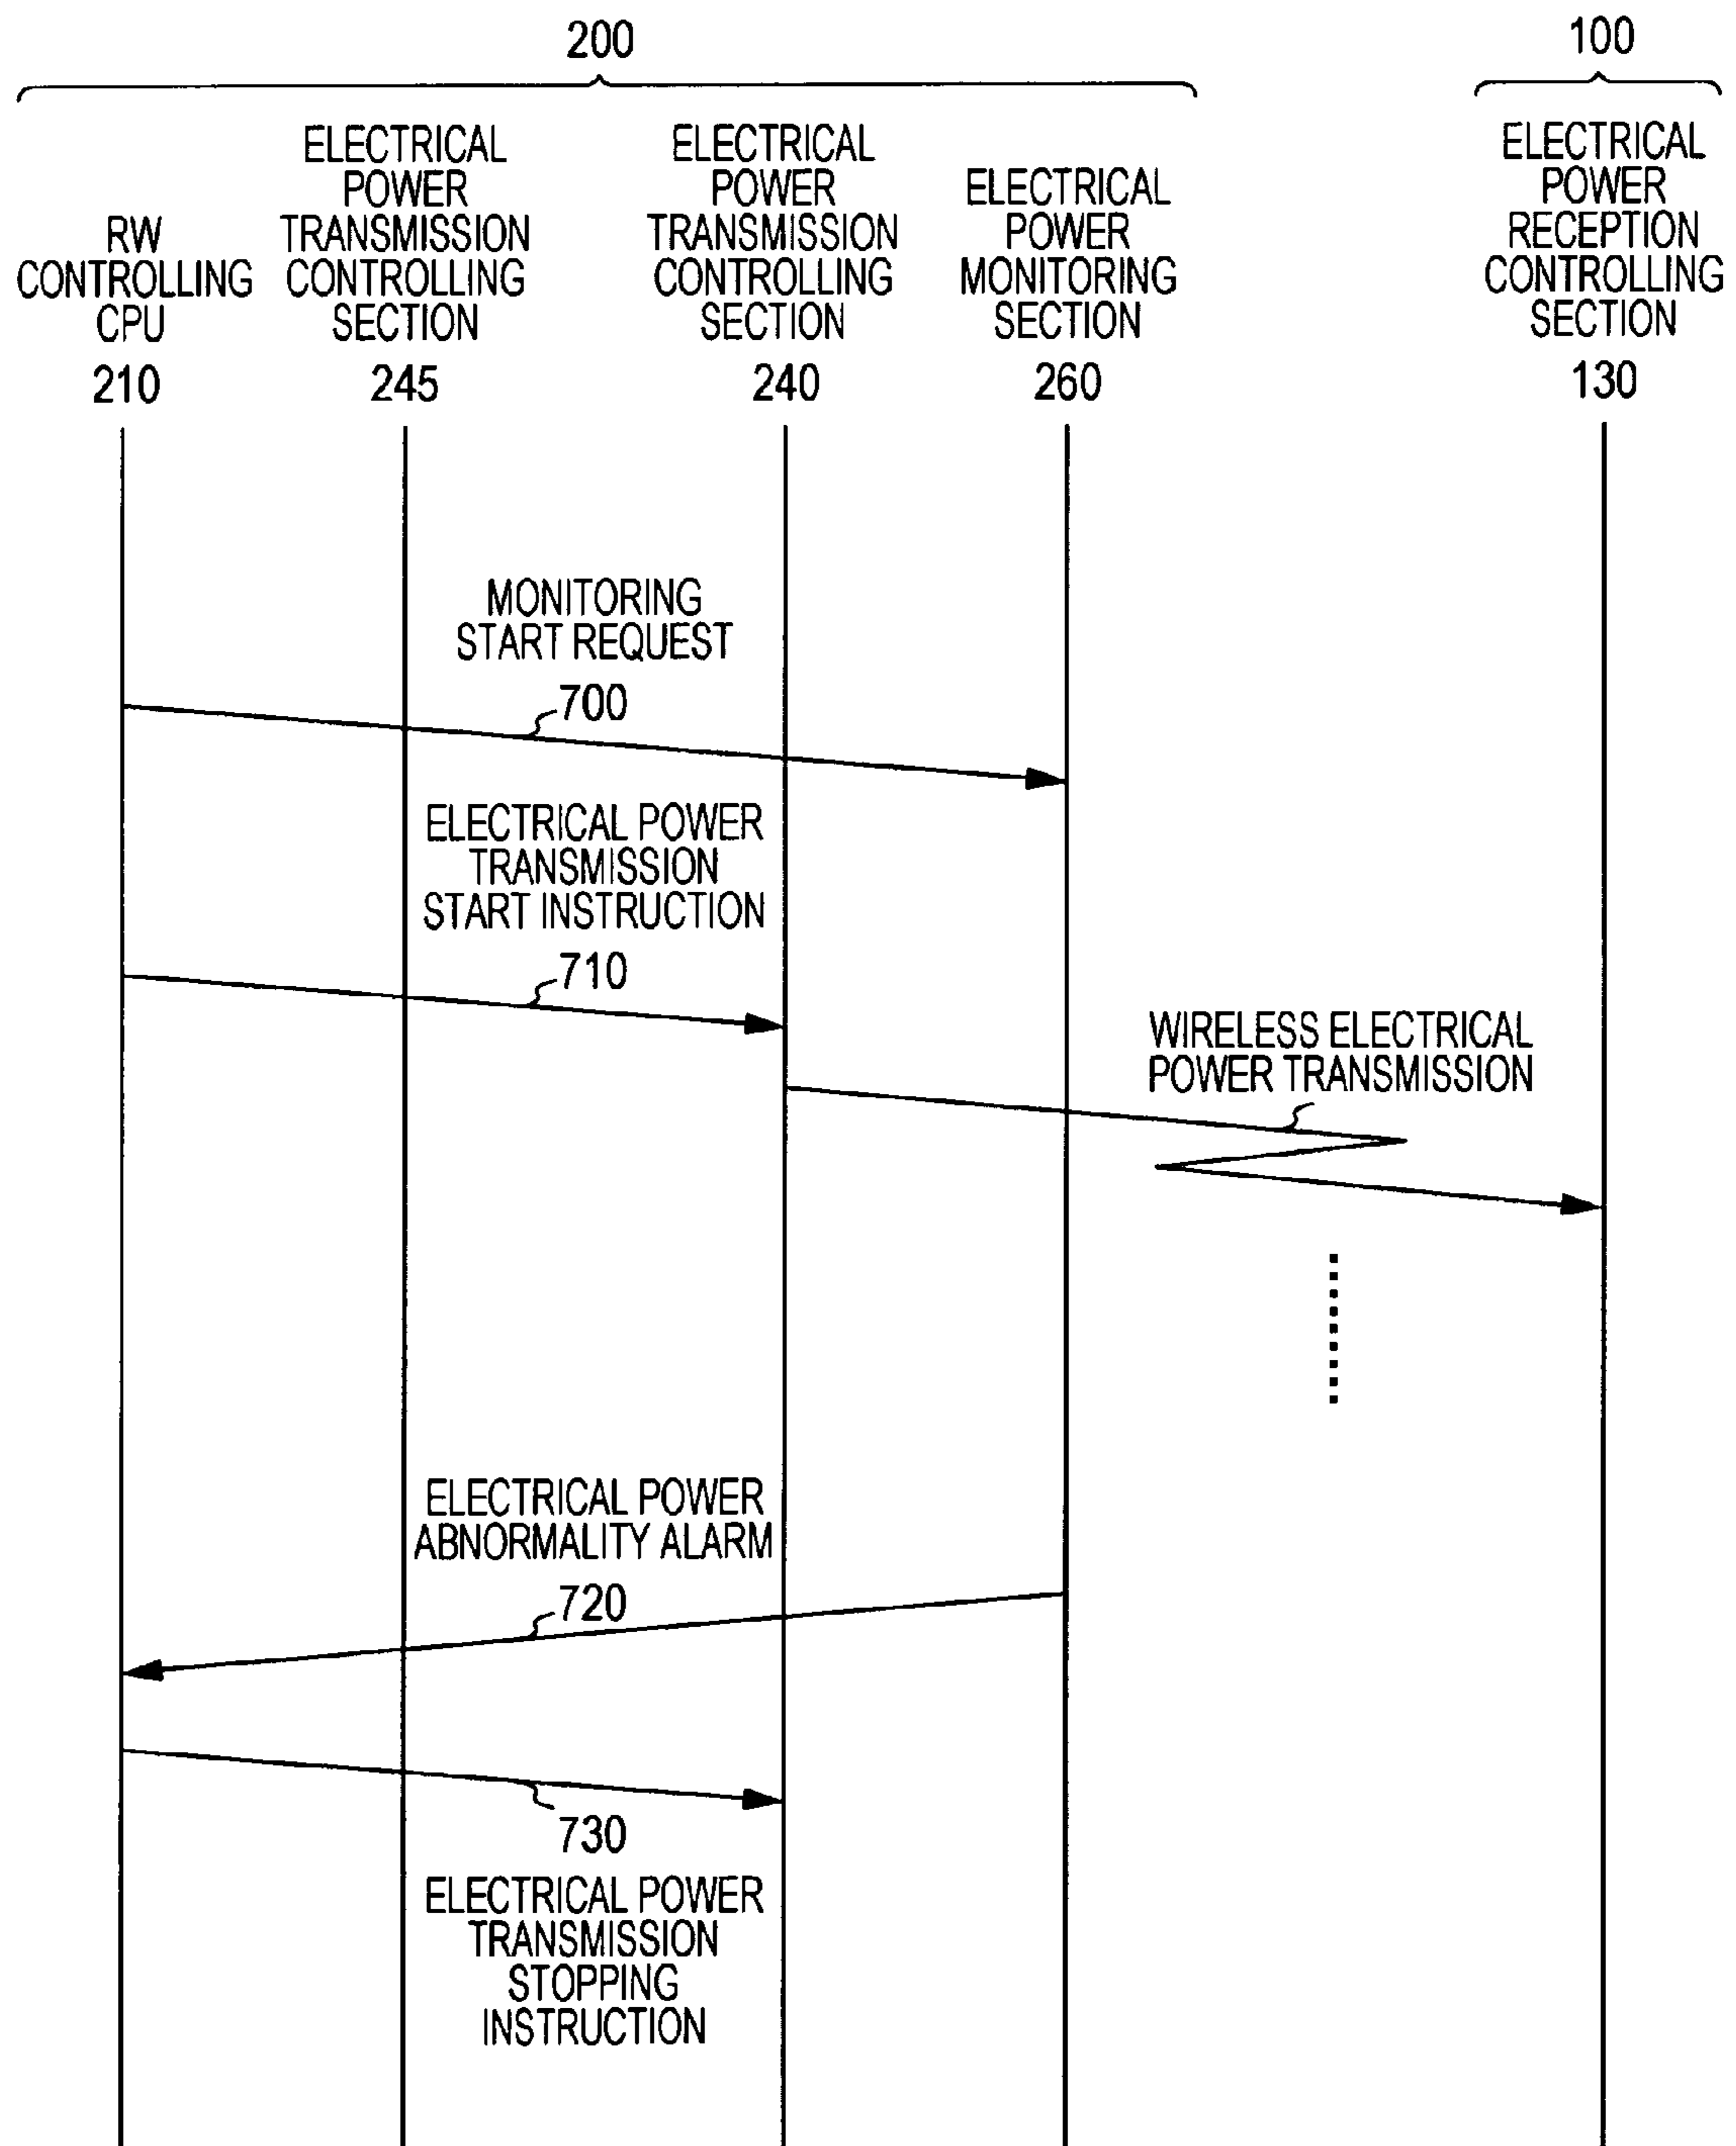 200
100
RW
CONTROLLING
CPU
210
ELECTRICAL
POWER
TRANSMISSION
CONTROLLING
SECTION
245
ELECTRICAL
POWER
TRANSMISSION
CONTROLLING
SECTION
240
ELECTRICAL
POWER
MONITORING
SECTION
260
ELECTRICAL
POWER
RECEPTION
CONTROLLING
SECTION
130
MONITORING
START REQUEST
700
ELECTRICAL POWER
TRANSMISSION
START INSTRUCTION
710
WIRELESS ELECTRICAL
POWER TRANSMISSION
ELECTRICAL POWER
ABNORMALITY ALARM
720
730
ELECTRICAL POWER
TRANSMISSION
STOPPING
INSTRUCTION